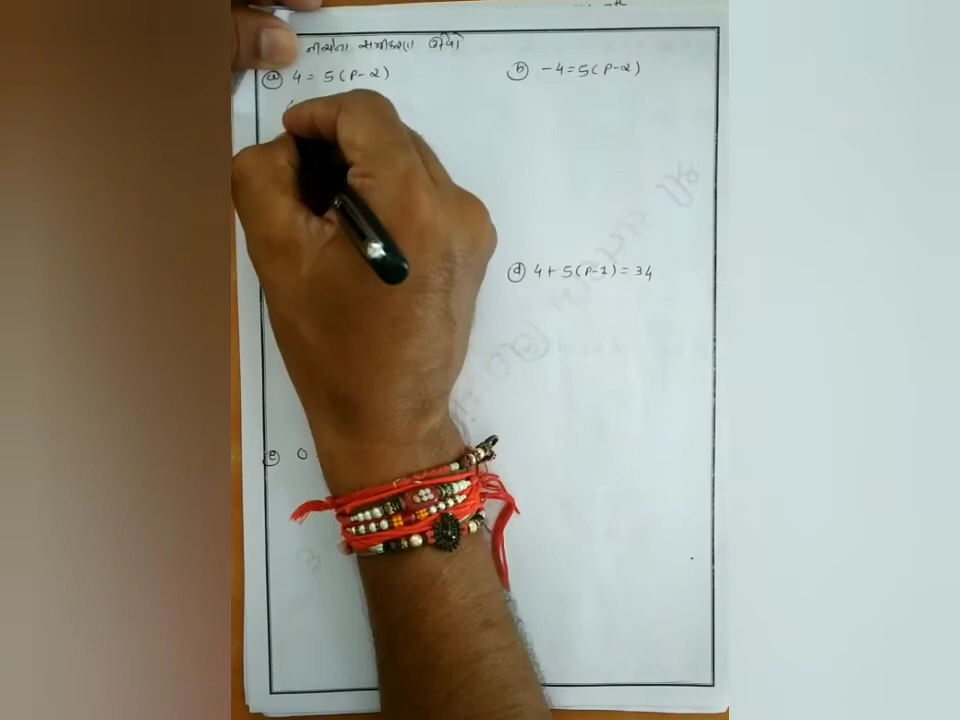 નીચેના સમીકરણ ઉકેલો
ⓐ 4 = 5(P-2)
ⓑ -4=5(P-2)
ⓓ 4+5(P-1)=34
ⓔ 0